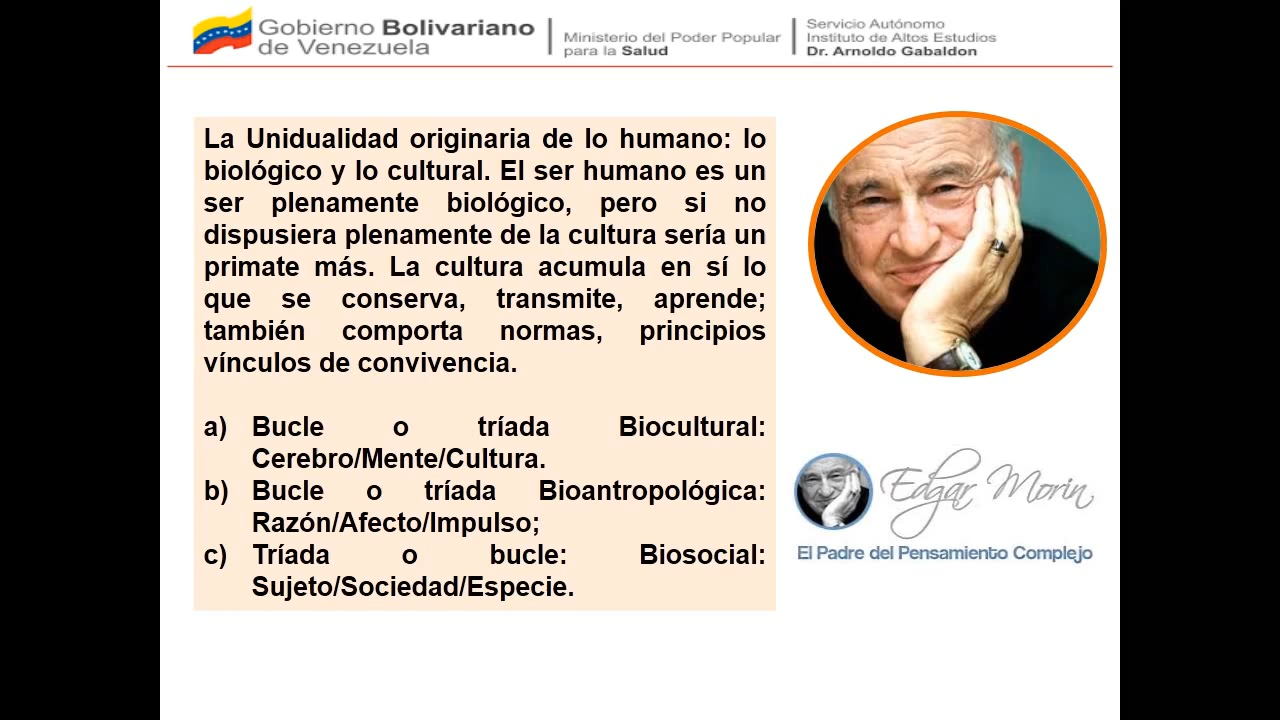 Gobierno Bolivariano
de Venezuela
Ministerio del Poder Popular
para la Salud
Servicio Autónomo
Instituto de Altos Estudios
Dr. Arnoldo Gabaldon
La Unidualidad originaria de lo humano: lo
biológico y lo cultural. El ser humano es un
ser plenamente biológico, pero si no
dispusiera plenamente de la cultura sería un
primate más. La cultura acumula en sí lo
que se conserva, transmite, aprende;
también comporta normas, principios
vínculos de convivencia.
a) Bucle o tríada Biocultural:
Cerebro/Mente/Cultura.
b) Bucle o tríada Bioantropológica:
Razón/Afecto/Impulso;
c) Tríada o bucle: Biosocial:
Sujeto/Sociedad/Especie.
Edgar Morin
El Padre del Pensamiento Complejo